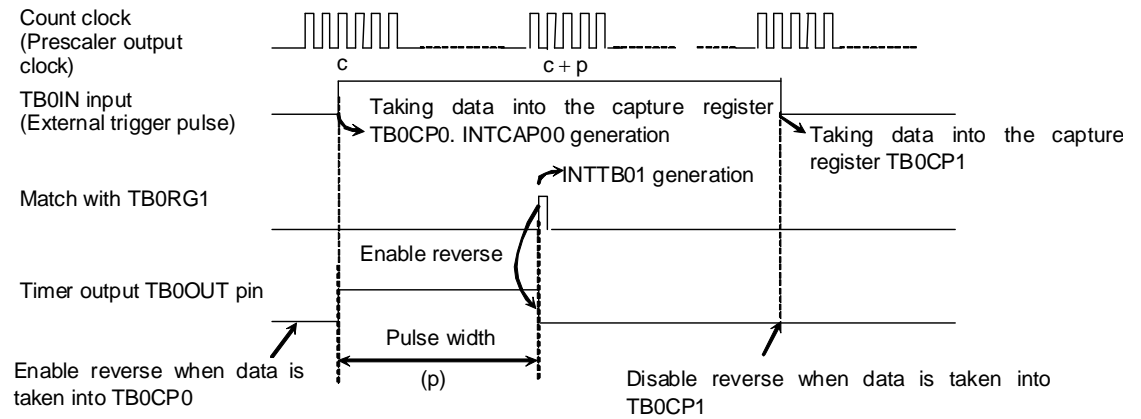 Count clock
(Prescaler output
clock)
c
c + p
TB0IN input
(External trigger pulse)
Taking data into the capture register
TB0CP0. INTCAP00 generation
Taking data into the capture
register TB0CP1
INTTB01 generation
Match with TB0RG1
Enable reverse
Timer output TB0OUT pin
Pulse width
(p)
Enable reverse when data is
taken into TB0CP0
Disable reverse when data is taken into
TB0CP1